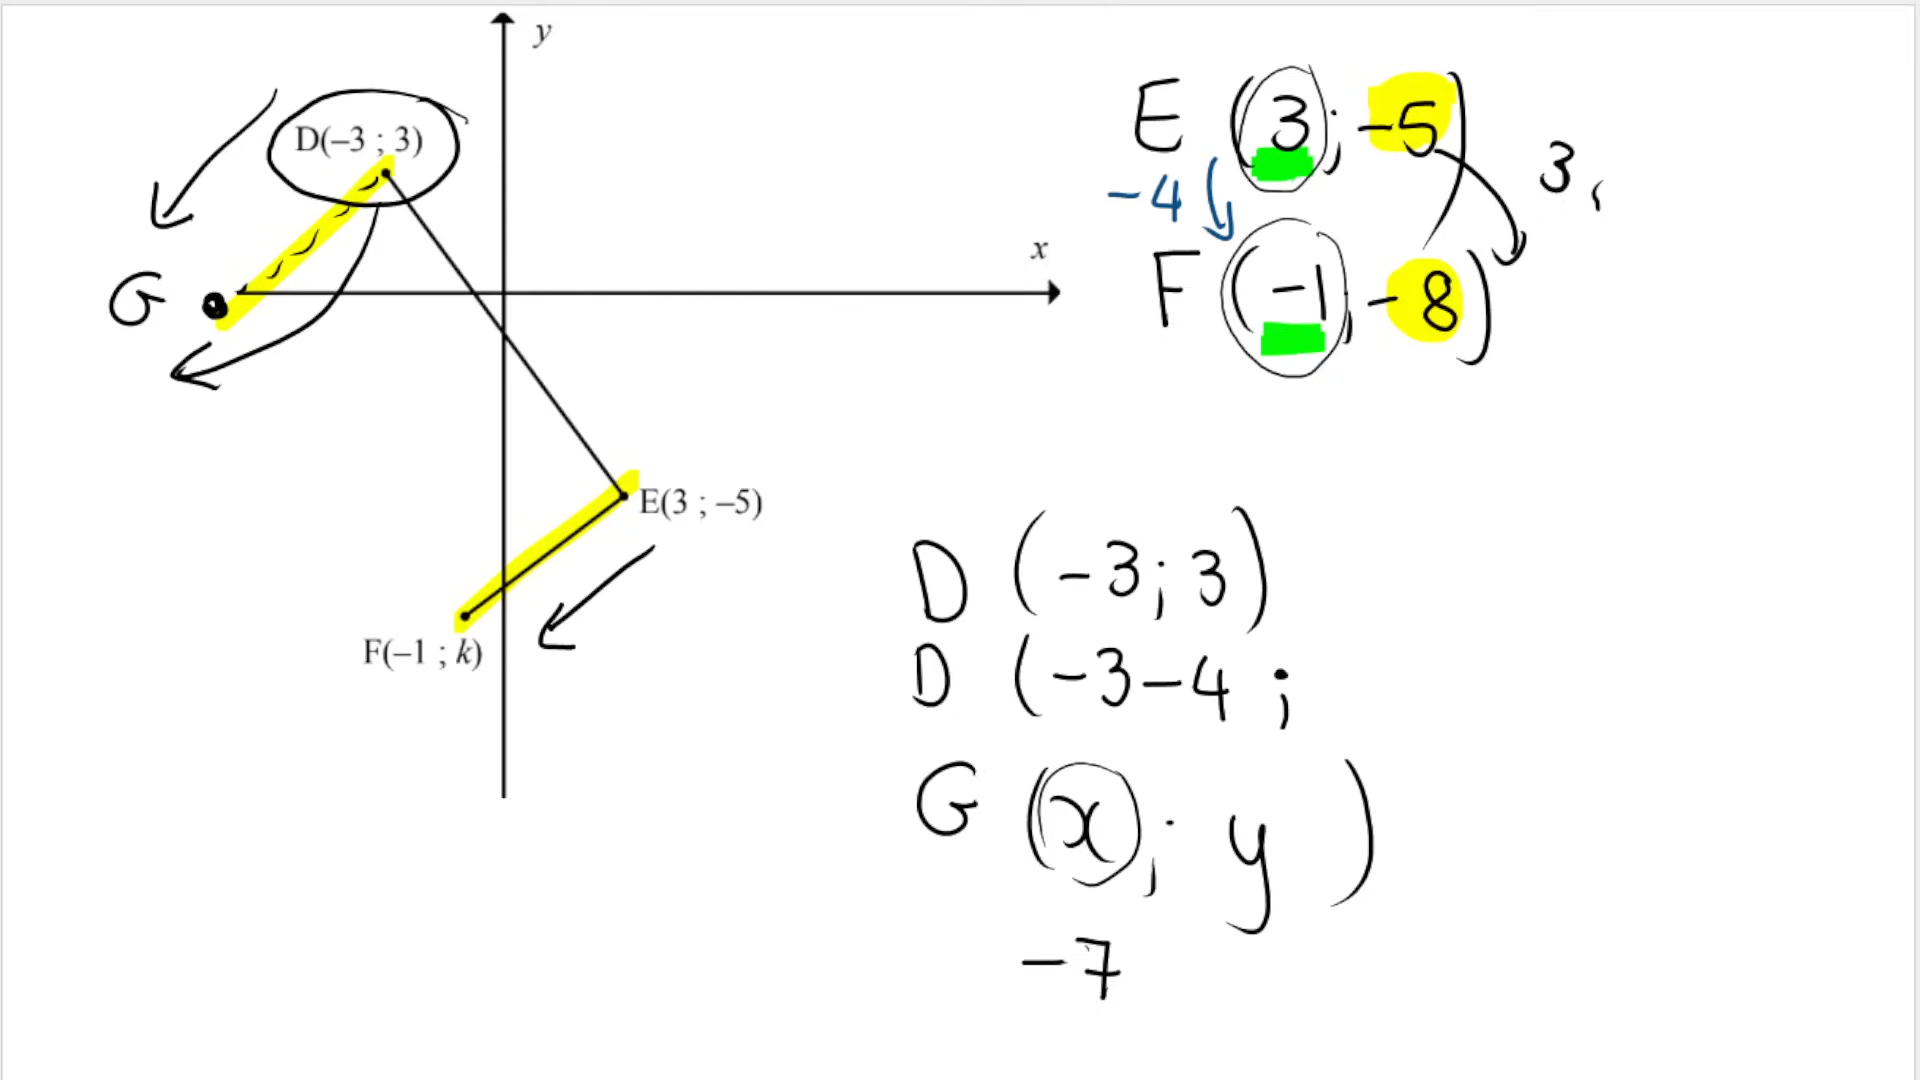 y
D(–3 ; 3)
x
G
E(3 ; –5)
F(–1 ; k)
E (3; -5)
-4
3,
F (-1; -8)
D (-3; 3)
D (-3-4 ;
G (x; y)
-7